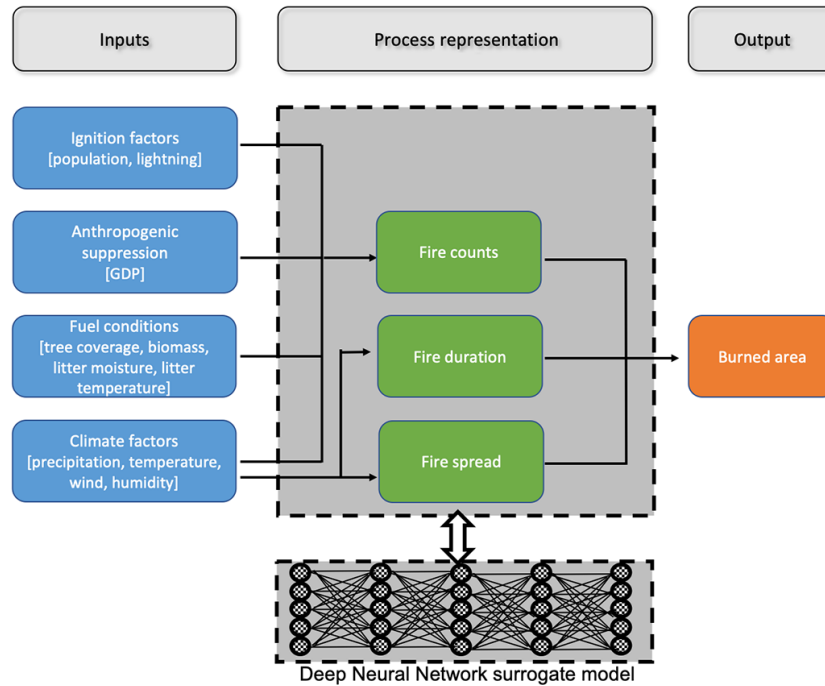 Inputs
Process representation
Output
Ignition factors
[population, lightning]
Anthropogenic
suppression
[GDP]
Fuel conditions
[tree coverage, biomass,
litter moisture, litter
temperature]
Climate factors
[precipitation, temperature,
wind, humidity]
Fire counts
Fire duration
Fire spread
Burned area
Deep Neural Network surrogate model